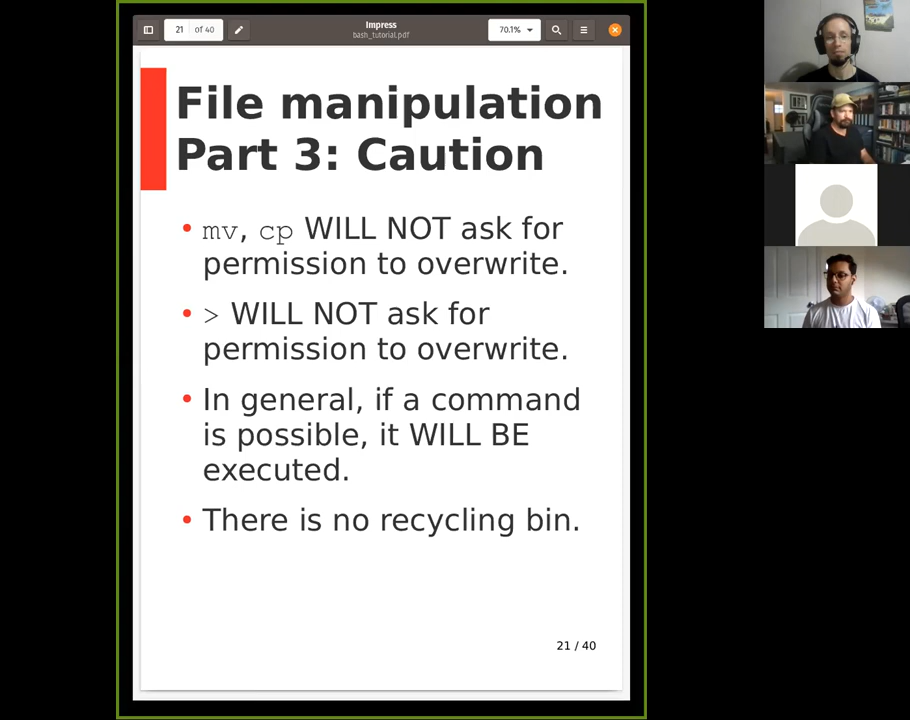 Impress
bash_tutorial.pdf
21 of 40
70.1%
File manipulation
Part 3: Caution
• mv, cp WILL NOT ask for
permission to overwrite.
• > WILL NOT ask for
permission to overwrite.
• In general, if a command
is possible, it WILL BE
executed.
• There is no recycling bin.
21 / 40